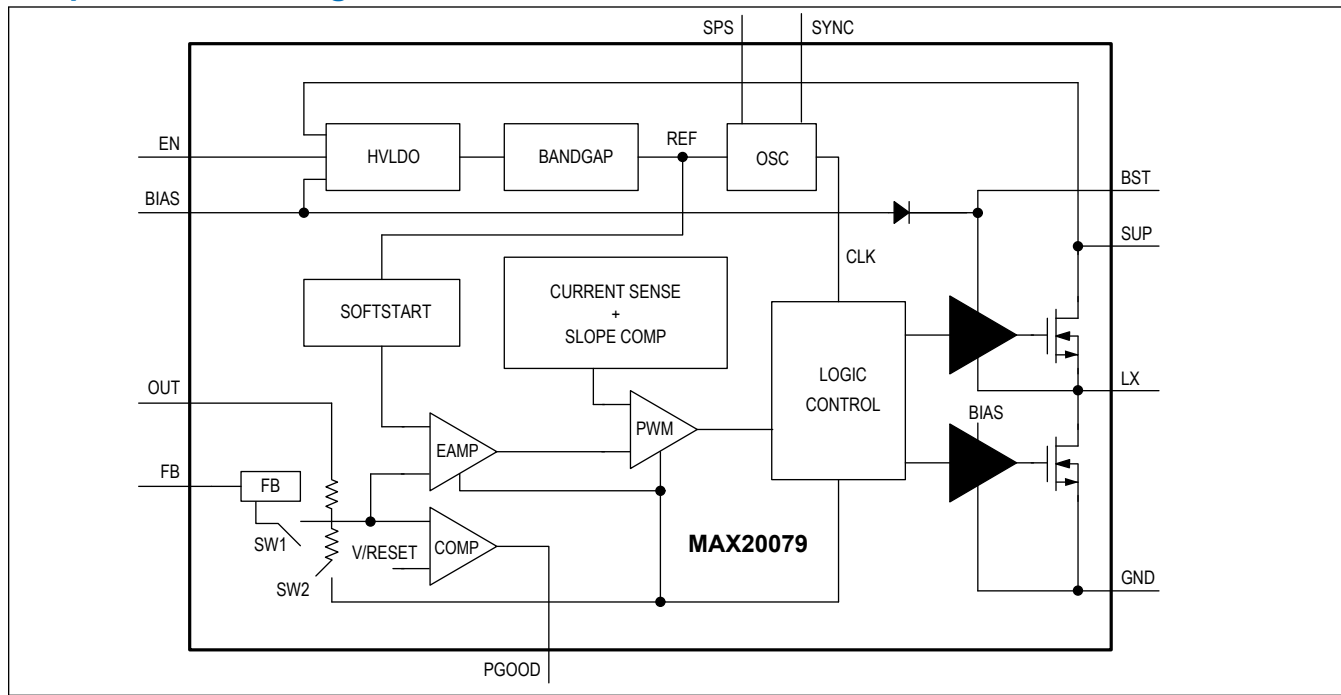 SPS
SYNC
EN
HVLDO
BANDGAP
REF
OSC
BIAS
BST
SUP
CLK
SOFTSTART
CURRENT SENSE
+
SLOPE COMP
LOGIC
CONTROL
OUT
LX
EAMP
PWM
BIAS
FB
FB
SW1
V/RESET
COMP
MAX20079
SW2
GND
PGOOD